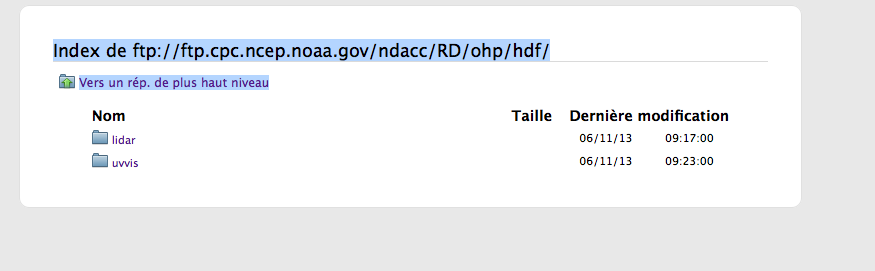 Index de ftp://ftp.cpc.ncep.noaa.gov/ndacc/RD/ohp/hdf/
Vers un rép. de plus haut niveau
Nom Taille Dernière modification
lidar 06/11/13 09:17:00
uvvis 06/11/13 09:23:00